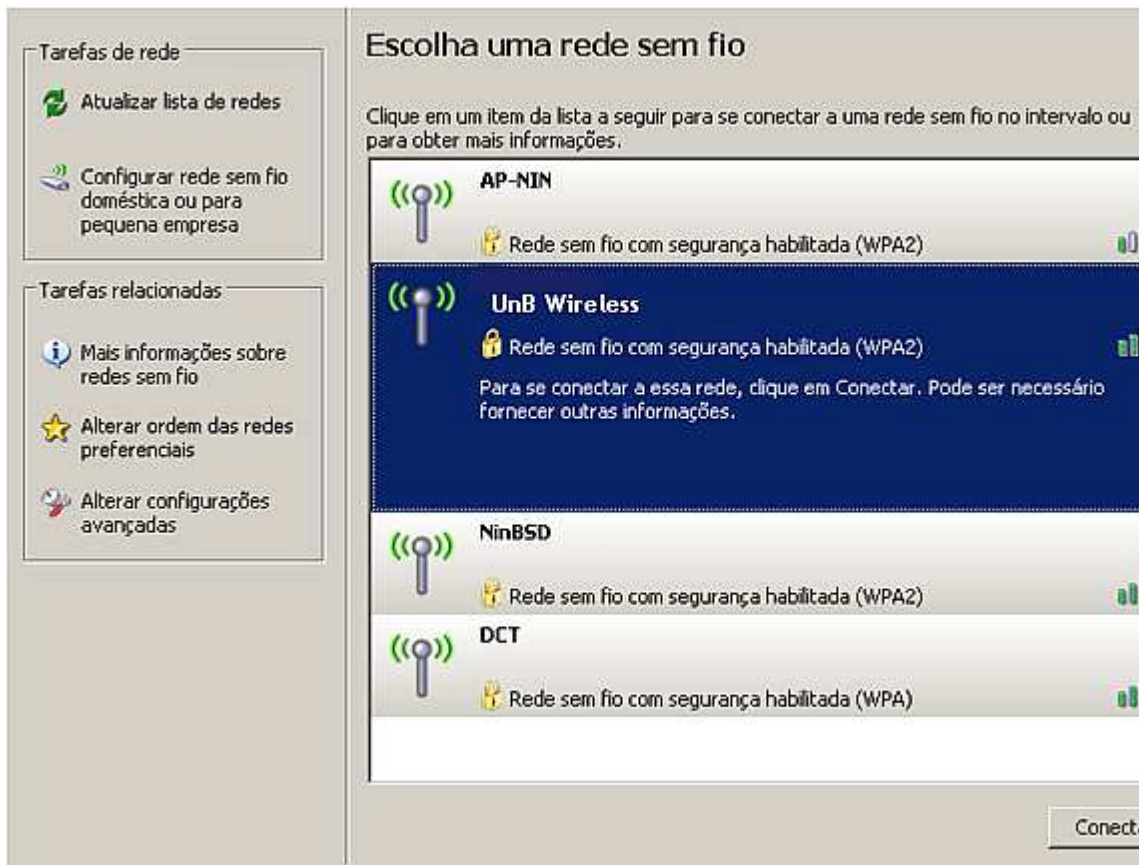 Tarefas de rede
Atualizar lista de redes
Configurar rede sem fio
doméstica ou para
pequena empresa
Tarefas relacionadas
Mais informações sobre
redes sem fio
Alterar ordem das redes
preferenciais
Alterar configurações
avançadas
Escolha uma rede sem fio
Clique em um item da lista a seguir para se conectar a uma rede sem fio no intervalo ou
para obter mais informações.
AP-NIN
Rede sem fio com segurança habilitada (WPA2)
UnB Wireless
Rede sem fio com segurança habilitada (WPA2)
Para se conectar a essa rede, clique em Conectar. Pode ser necessário
fornecer outras informações.
NinBSD
Rede sem fio com segurança habilitada (WPA2)
DCT
Rede sem fio com segurança habilitada (WPA)
Conecta